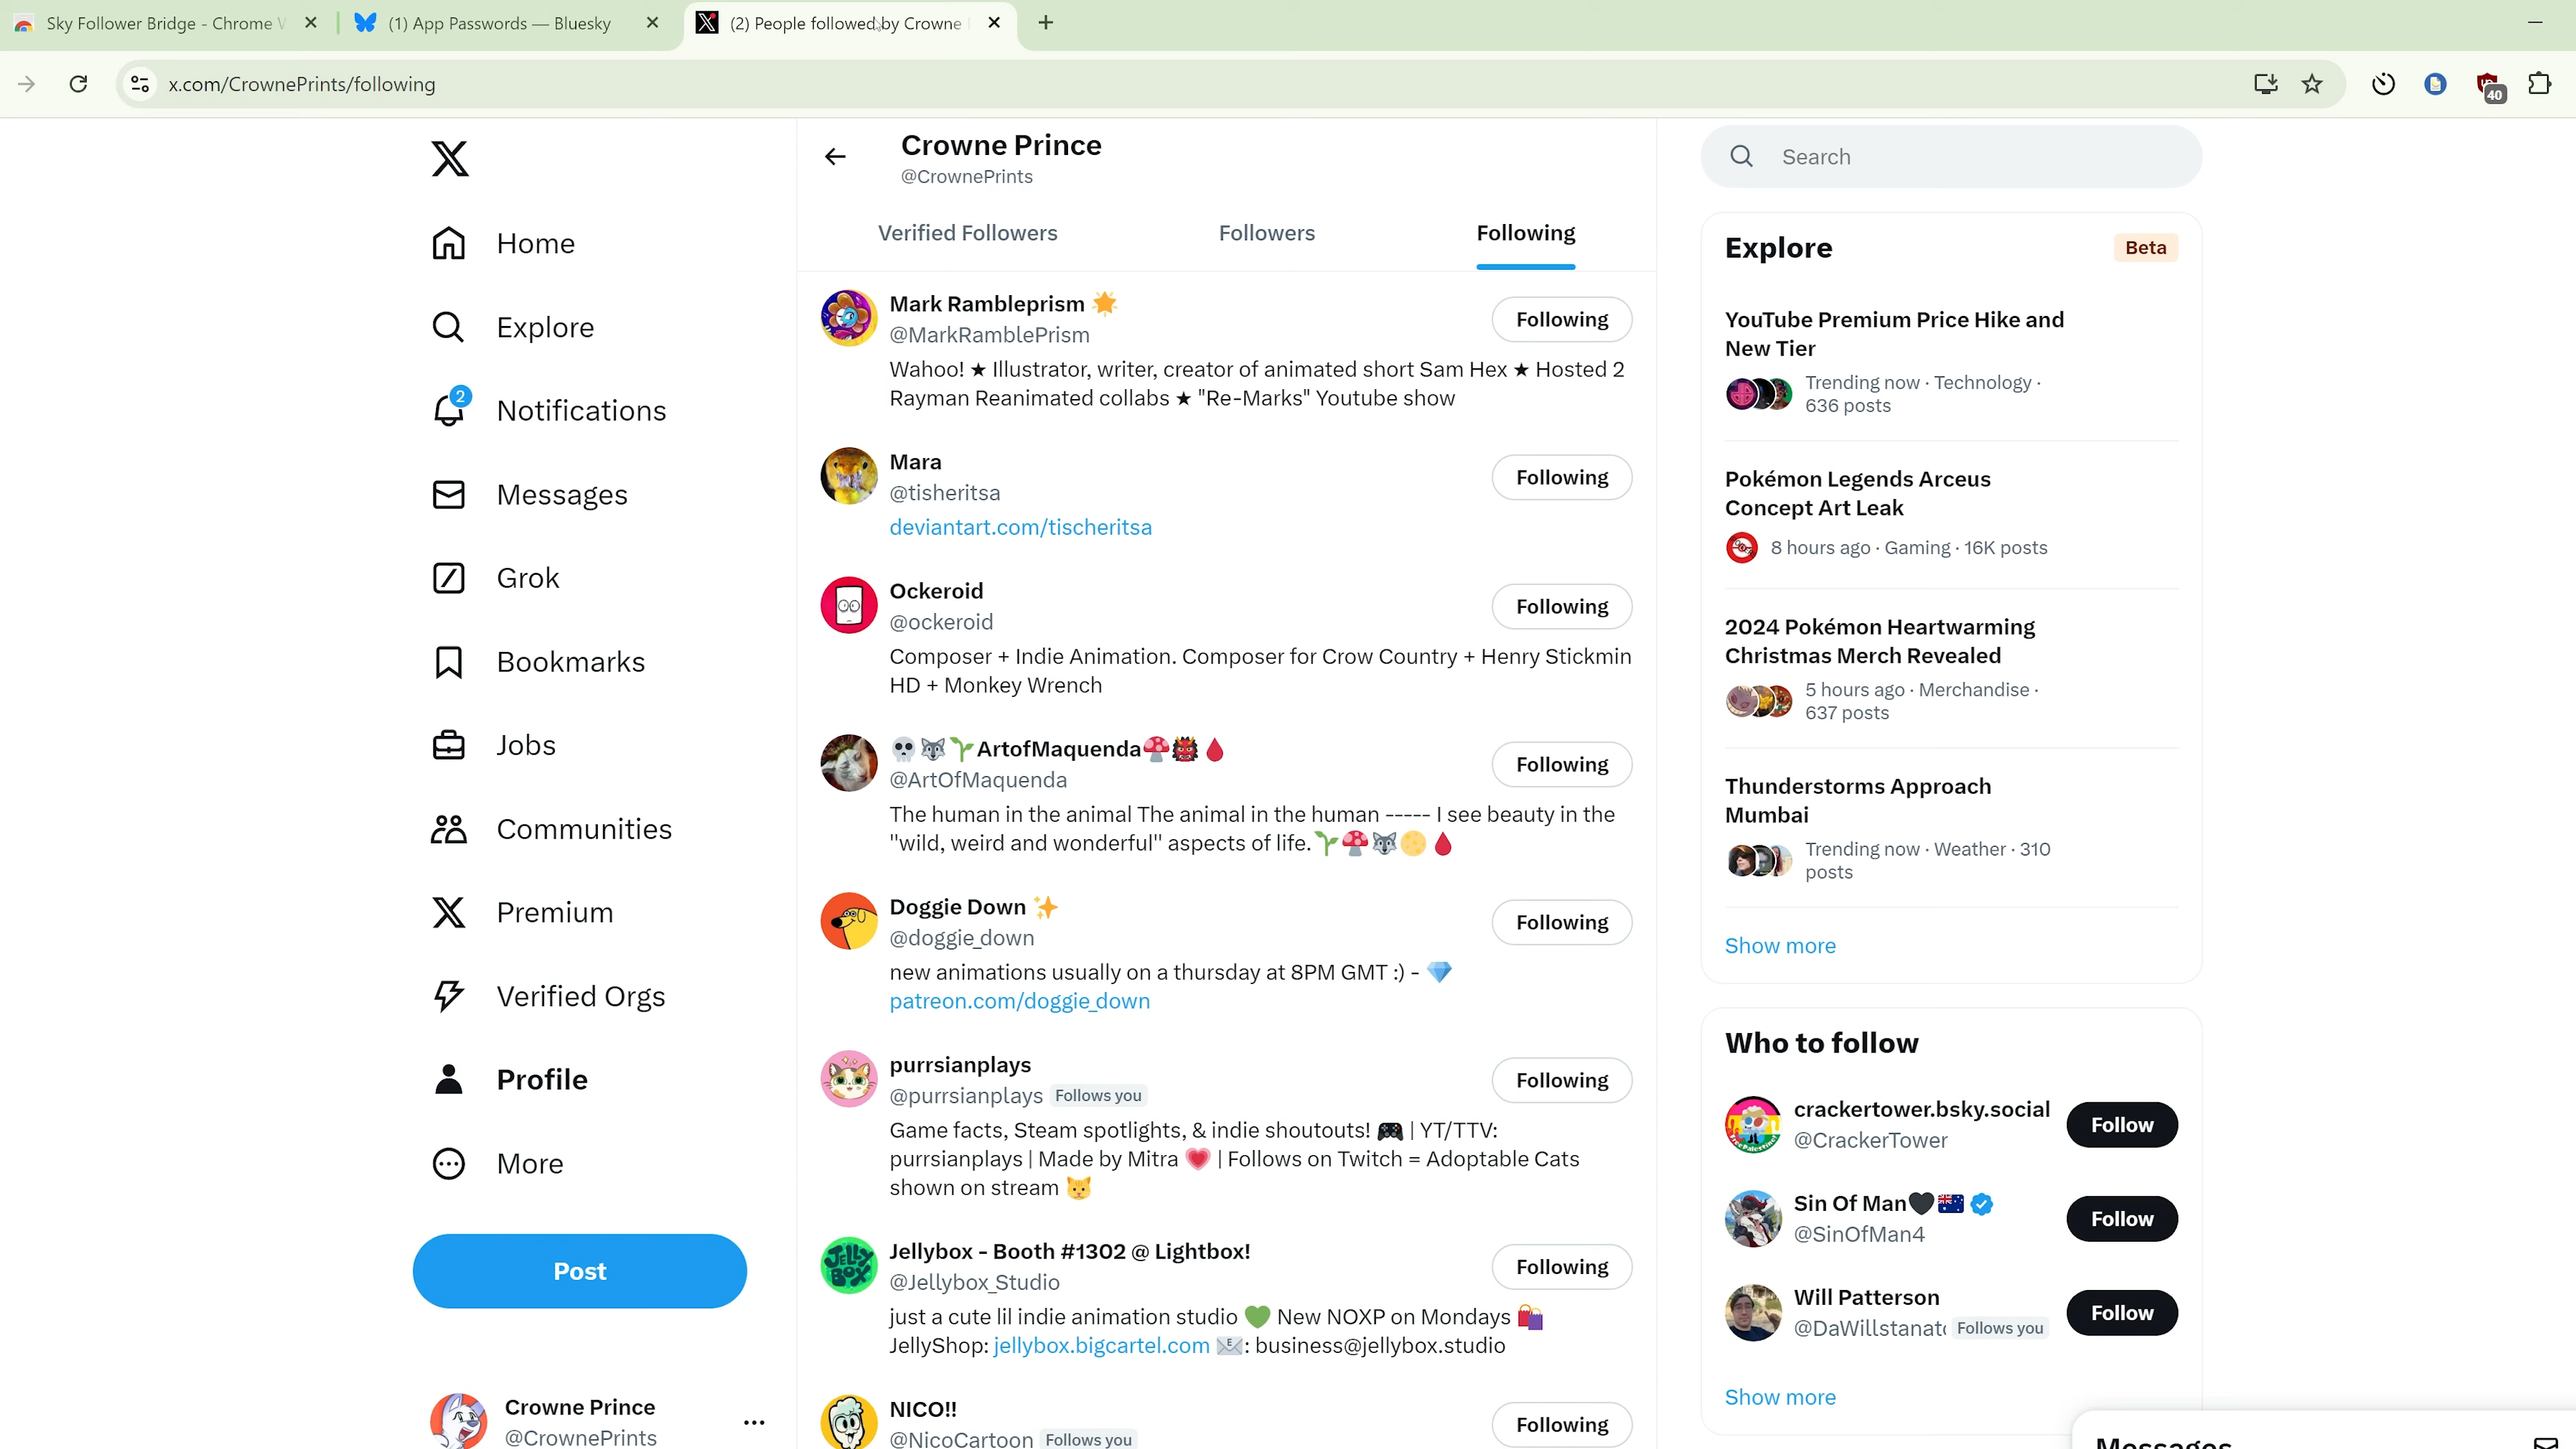 Sky Follower Bridge - Chrome W
(1) App Passwords — Bluesky
(2) People followed by Crowne
x.com/CrownePrints/following
40
Home
Explore
2
Notifications
Messages
Grok
Bookmarks
Jobs
Communities
Premium
Verified Orgs
Profile
More
Post
Crowne Prince
@CrownePrints
Crowne Prince
@CrownePrints
Verified Followers
Followers
Following
Mark Rambleprism 🌟
@MarkRamblePrism
Following
Wahoo! ★ Illustrator, writer, creator of animated short Sam Hex ★ Hosted 2
Rayman Reanimated collabs ★ "Re-Marks" Youtube show
Mara
@tisheritsa
Following
deviantart.com/tischeritsa
Ockeroid
@ockeroid
Following
Composer + Indie Animation. Composer for Crow Country + Henry Stickmin
HD + Monkey Wrench
💀🐺🌱ArtofMaquenda🍄👹🩸
@ArtOfMaquenda
Following
The human in the animal The animal in the human ----- I see beauty in the
"wild, weird and wonderful" aspects of life. 🌱🍄🐺🌕🩸
Doggie Down ✨
@doggie_down
Following
new animations usually on a thursday at 8PM GMT :) - 💎
patreon.com/doggie_down
purrsianplays
@purrsianplays Follows you
Following
Game facts, Steam spotlights, & indie shoutouts! 🎮 | YT/TTV:
purrsianplays | Made by Mitra 💗 | Follows on Twitch = Adoptable Cats
shown on stream 🐱
Jellybox - Booth #1302 @ Lightbox!
@Jellybox_Studio
Following
JELLY
BOX
just a cute lil indie animation studio 💚 New NOXP on Mondays 🛍️
JellyShop: jellybox.bigcartel.com 📧: business@jellybox.studio
NICO!!
@NicoCartoon Follows you
Following
Search
Explore
Beta
YouTube Premium Price Hike and
New Tier
Trending now · Technology ·
636 posts
Pokémon Legends Arceus
Concept Art Leak
8 hours ago · Gaming · 16K posts
2024 Pokémon Heartwarming
Christmas Merch Revealed
5 hours ago · Merchandise ·
637 posts
Thunderstorms Approach
Mumbai
Trending now · Weather · 310
posts
Show more
Who to follow
crackertower.bsky.social
@CrackerTower
Follow
Sin Of Man🖤🇦🇺
@SinOfMan4
Follow
Will Patterson
@DaWillstanat Follows you
Follow
Show more
Messages